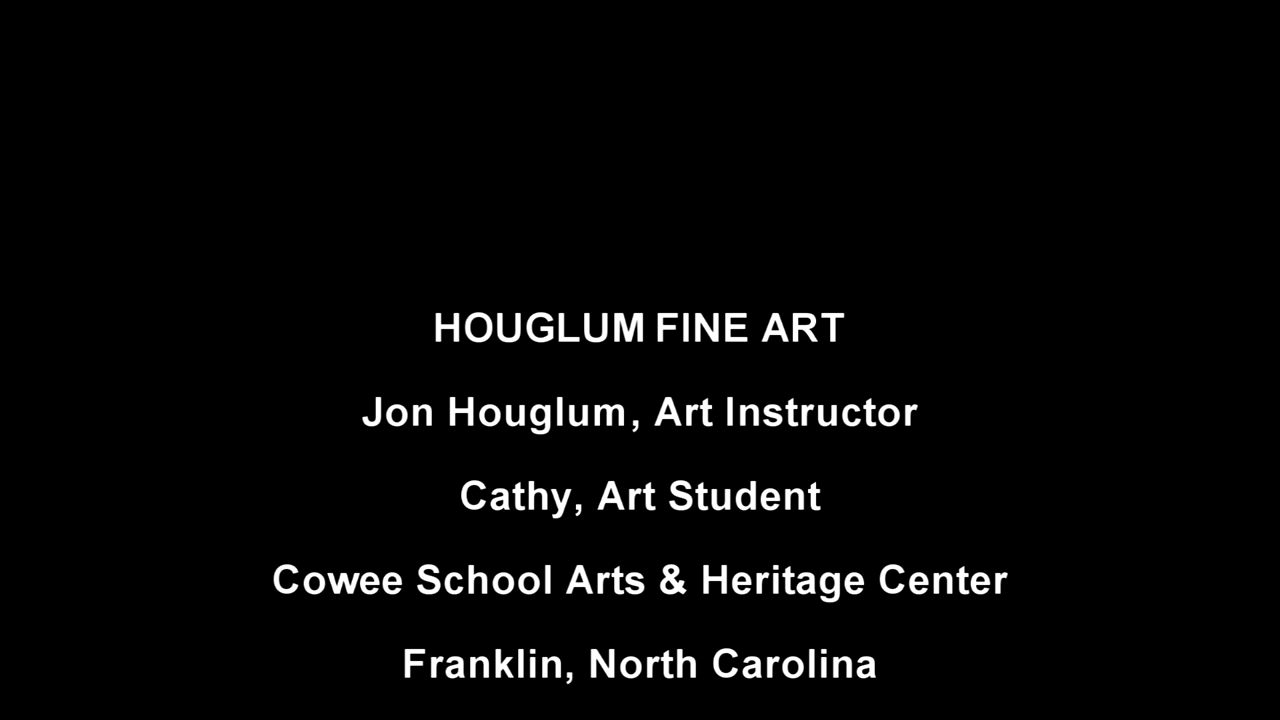 HOUGLUM FINE ART
Jon Houglum, Art Instructor
Cathy, Art Student
Cowee School Arts & Heritage Center
Franklin, North Carolina